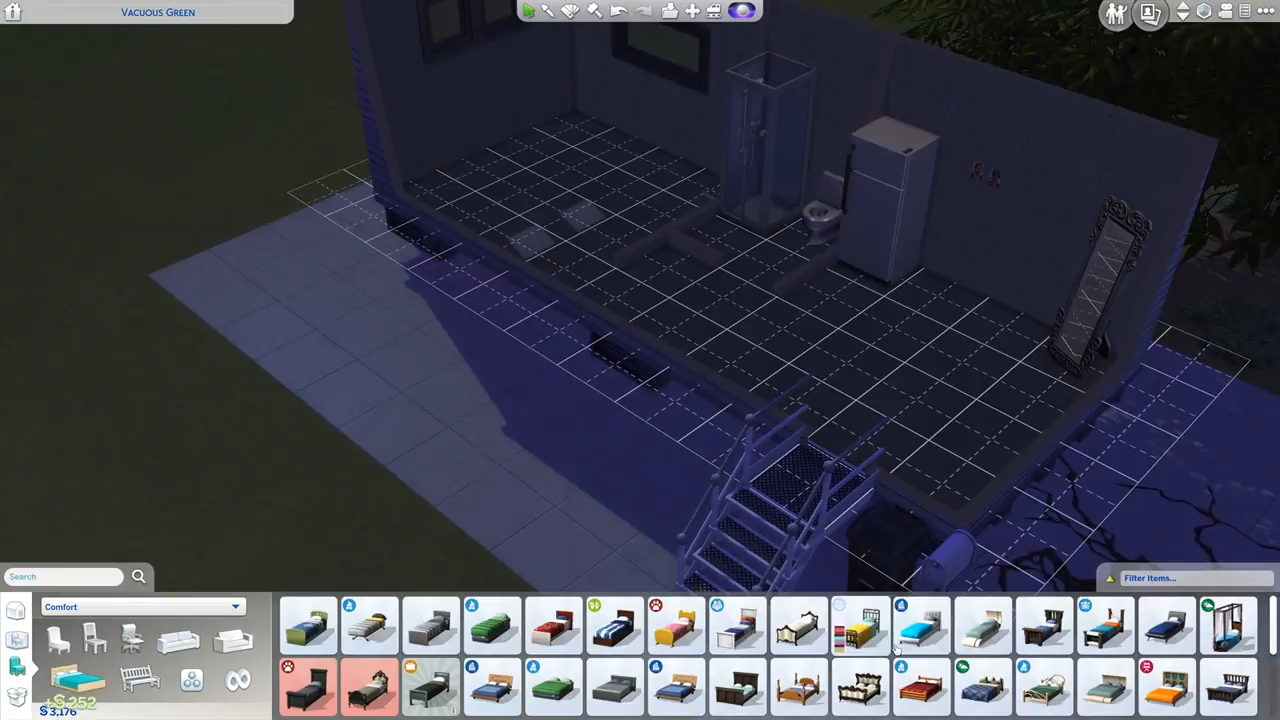 Vacuous Green
Search
Filter Items...
Comfort
+§252
§3,176